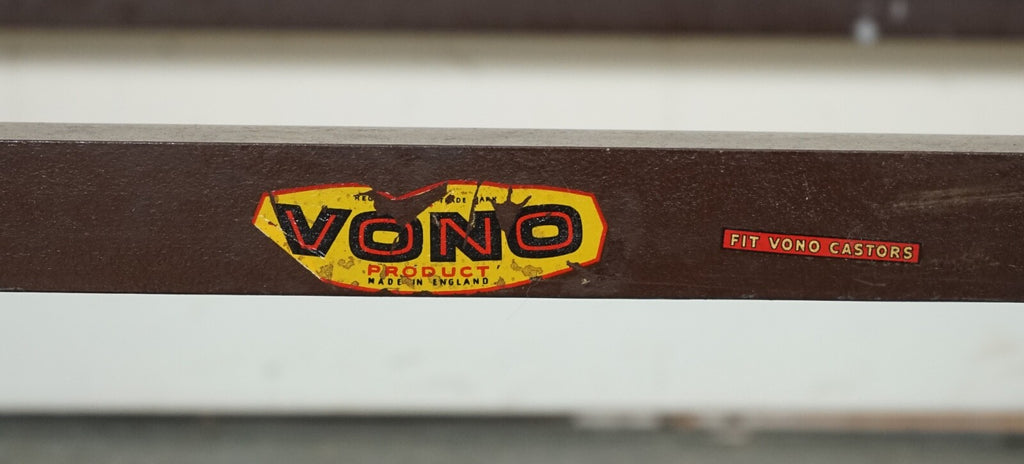 VONO
PRODUCT
MADE IN ENGLAND
FIT VONO CASTORS